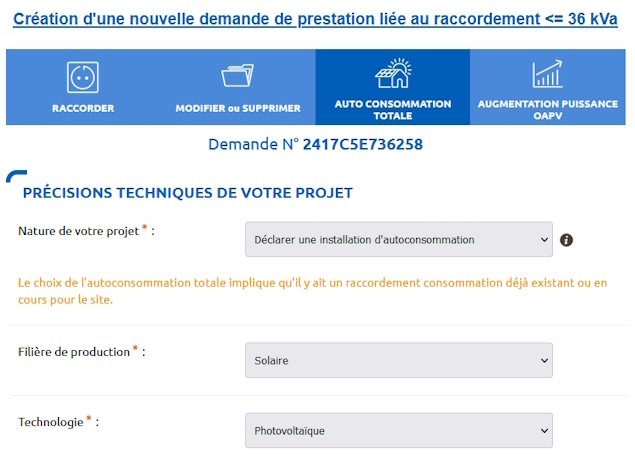 Création d'une nouvelle demande de prestation liée au raccordement <= 36 kVa
RACCORDER
MODIFIER ou SUPPRIMER
AUTO CONSOMMATION
TOTALE
AUGMENTATION PUISSANCE
OAPV
Demande N° 2417C5E736258
PRÉCISIONS TECHNIQUES DE VOTRE PROJET
Nature de votre projet * :
Déclarer une installation d'autoconsommation
i
Le choix de l'autoconsommation totale implique qu'il y ait un raccordement consommation déjà existant ou en
cours pour le site.
Filière de production * :
Solaire
Technologie * :
Photovoltaïque